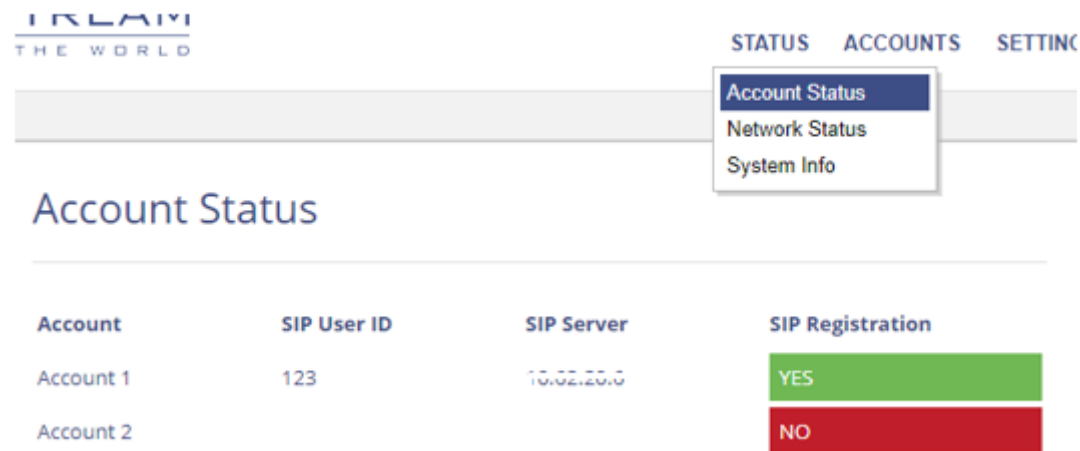 THE WORLD
STATUS ACCOUNTS
Account Status
Network Status
System Info
Account Status
Account SIP User ID SIP Server SIP Registration
Account 1 123 YES
Account 2 NO